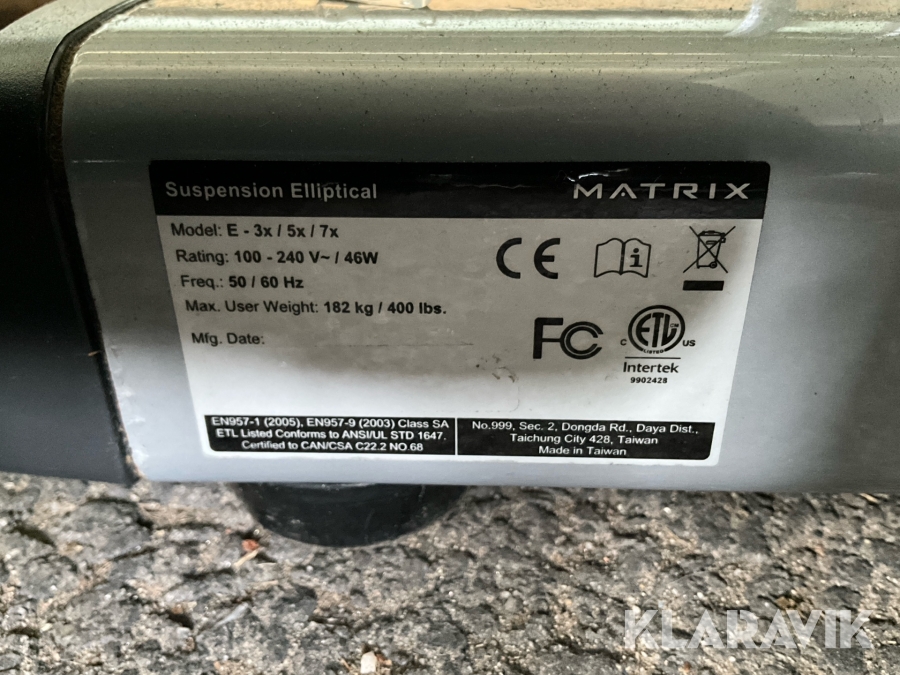 Suspension Elliptical MATRIX
Model: E - 3x / 5x / 7x
Rating: 100 - 240 V~ / 46W
Freq.: 50 / 60 Hz
Max. User Weight: 182 kg / 400 lbs.
Mfg. Date:
CE
i
FC
C ETL US
LISTED
Intertek
9902428
EN957-1 (2005), EN957-9 (2003) Class SA
ETL Listed Conforms to ANSI/UL STD 1647.
Certified to CAN/CSA C22.2 NO.68
No.999, Sec. 2, Dongda Rd., Daya Dist.,
Taichung City 428, Taiwan
Made in Taiwan
KLARAVIK